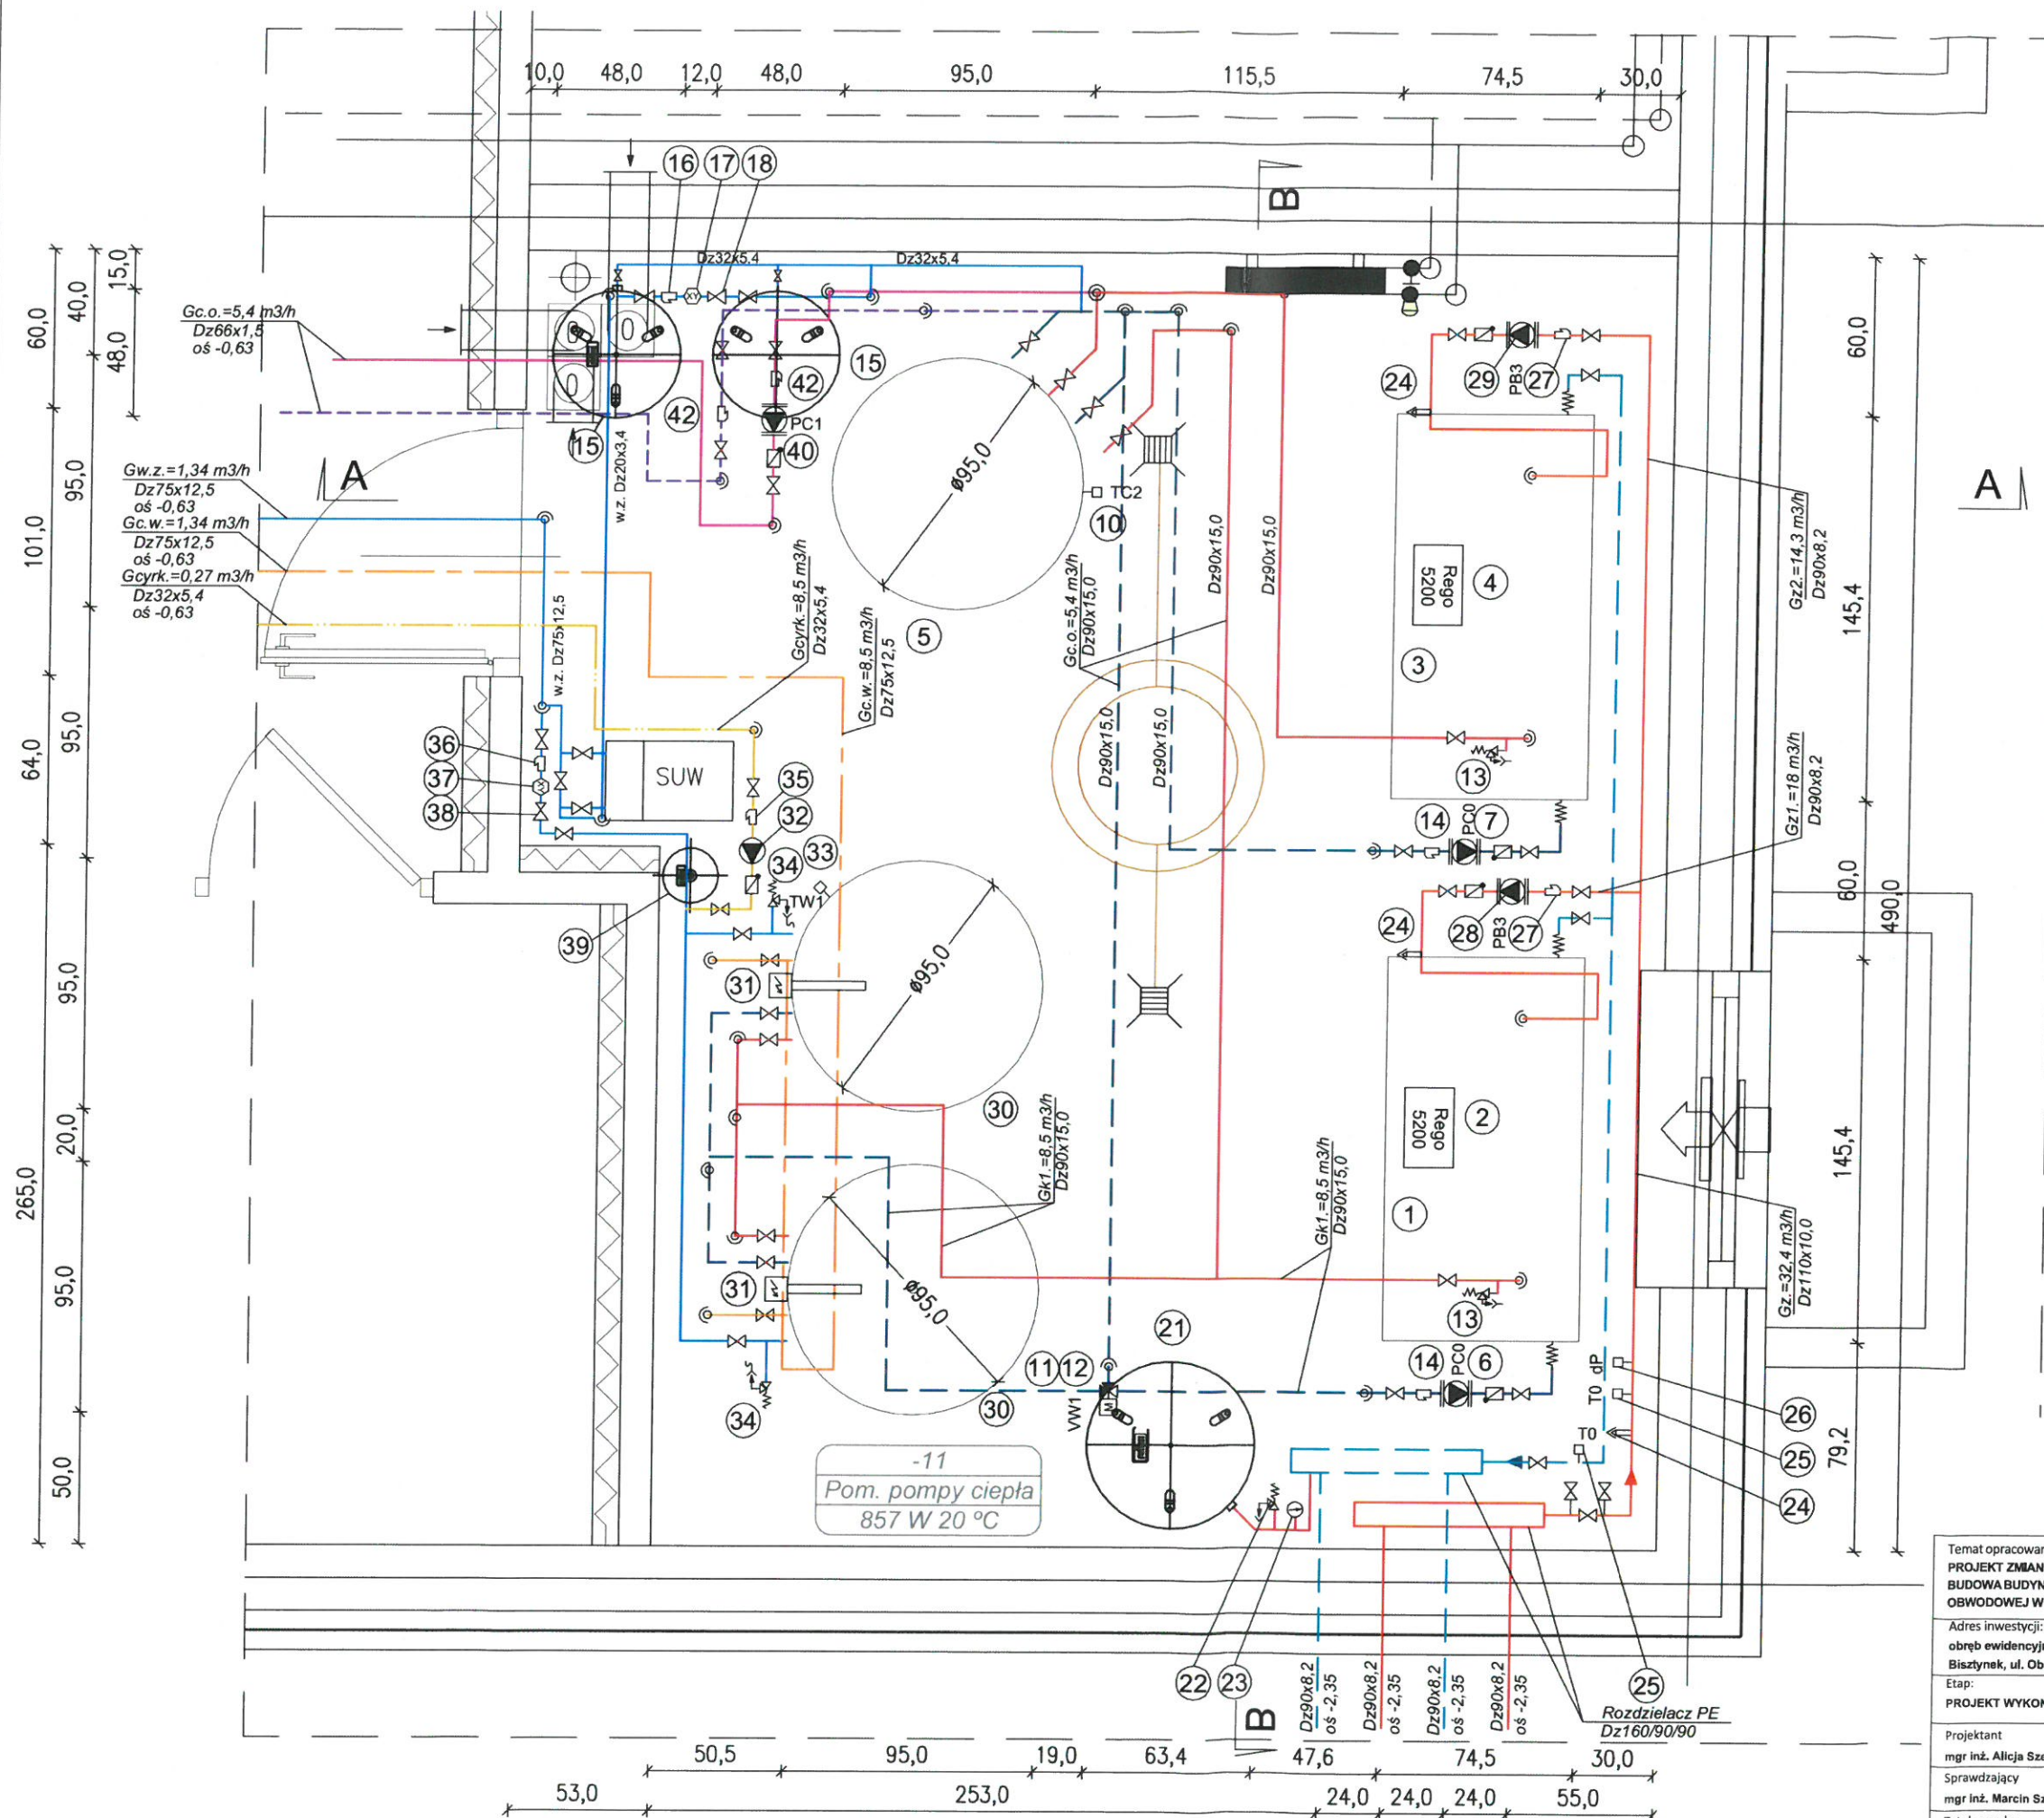 10,0 48,0 12,0 48,0 95,0 115,5 74,5 30,0
16 17 18
B
Dz32x5,4 Dz32x5,4
60,0 40,0 15,0 48,0
Gc.o.=5,4 m3/h
Dz66x1,5
oś -0,63
15
42
42
15
PC1
40
w.z. Dz20x3,4
A
Gw.z.=1,34 m3/h
Dz75x12,5
oś -0,63
Gc.w.=1,34 m3/h
Dz75x12,5
oś -0,63
Gcyrk.=0,27 m3/h
Dz32x5,4
oś -0,63
95,0
101,0
95,0
64,0
95,0
20,0
265,0
95,0
50,0
ø95,0
TC2
10
5
24
29
PB3
27
60,0
A
Gz2.=14,3 m3/h
Dz90x8,2
Rego
5200
4
3
145,4
Dz90x15,0
Dz90x15,0
Gc.o.=5,4 m3/h
Dz90x15,0
Gcyrk.=8,5 m3/h
Dz32x5,4
Gc.w.=8,5 m3/h
Dz75x12,5
w.z. Dz75x12,5
Dz90x15,0
Dz90x15,0
36
37
38
SUW
35
32
33
34
TW1
39
13
14
PC0
7
Gz1.=18 m3/h
Dz90x8,2
60,0
490,0
24
28
PB3
27
31
ø95,0
30
Rego
5200
2
1
145,4
Gk1.=8,5 m3/h
Dz90x15,0
Gk1.=8,5 m3/h
Dz90x15,0
Gz.=32,4 m3/h
Dz110x10,0
31
ø95,0
30
34
13
21
11 12
VW1
M
14
PC0
6
dP
T0
T0
26
25
24
79,2
-11
Pom. pompy ciepła
857 W 20 ºC
22 23
Dz90x8,2
oś -2,35
Dz90x8,2
oś -2,35
Dz90x8,2
oś -2,35
Dz90x8,2
oś -2,35
25
Rozdzielacz PE
Dz160/90/90
B
50,5 95,0 19,0 63,4 47,6 74,5 30,0
53,0 253,0 24,0 24,0 24,0 55,0
Temat opracowan
PROJEKT ZMIAN
BUDOWA BUDYN
OBWODOWEJ W
Adres inwestycji:
obręb ewidencyj
Bisztynek, ul. Ob
Etap:
PROJEKT WYKON
Projektant
mgr inż. Alicja Sze
Sprawdzający
mgr inż. Marcin